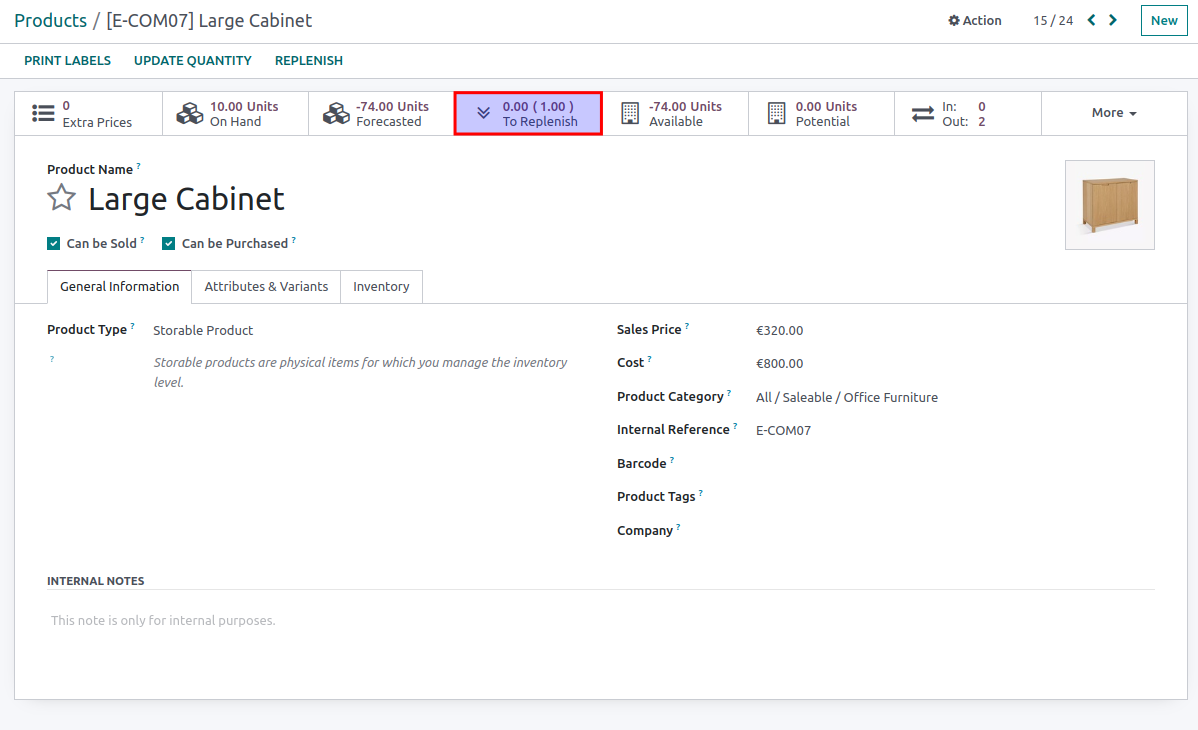 Products / [E-COM07] Large Cabinet
Action
15 / 24
New
PRINT LABELS
UPDATE QUANTITY
REPLENISH
0
Extra Prices
10.00 Units
On Hand
-74.00 Units
Forecasted
0.00 ( 1.00 )
To Replenish
-74.00 Units
Available
0.00 Units
Potential
In: 0
Out: 2
More
Product Name ?
Large Cabinet
Can be Sold ?
Can be Purchased ?
General Information
Attributes & Variants
Inventory
Product Type ? Storable Product
? Storable products are physical items for which you manage the inventory
level.
Sales Price ? €320.00
Cost ? €800.00
Product Category ? All / Saleable / Office Furniture
Internal Reference ? E-COM07
Barcode ?
Product Tags ?
Company ?
INTERNAL NOTES
This note is only for internal purposes.